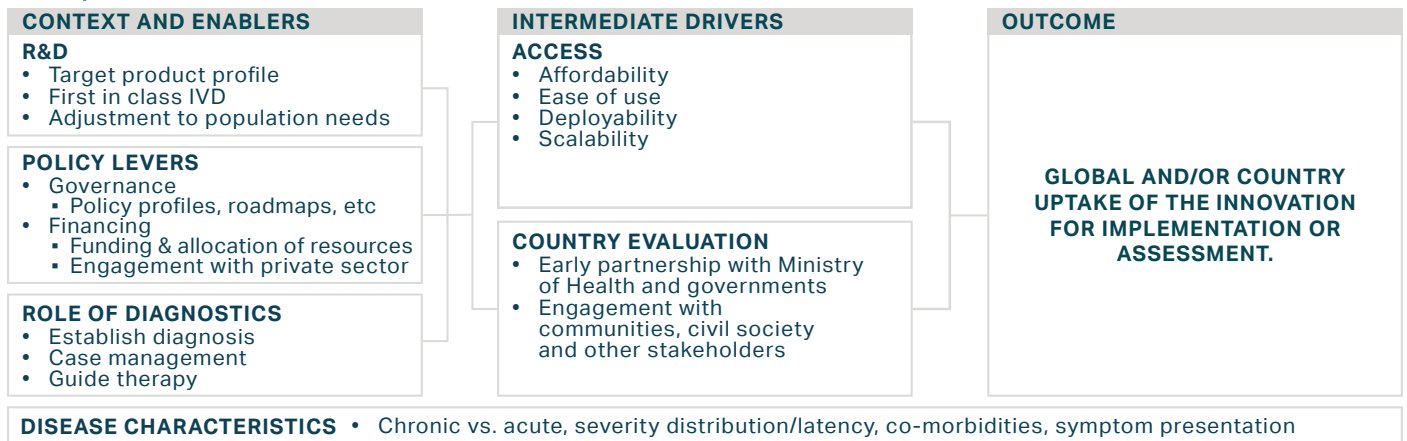 CONTEXT AND ENABLERS
R&D
• Target product profile
• First in class IVD
• Adjustment to population needs
POLICY LEVERS
• Governance
▪ Policy profiles, roadmaps, etc
• Financing
▪ Funding & allocation of resources
▪ Engagement with private sector
ROLE OF DIAGNOSTICS
• Establish diagnosis
• Case management
• Guide therapy
INTERMEDIATE DRIVERS
ACCESS
• Affordability
• Ease of use
• Deployability
• Scalability
COUNTRY EVALUATION
• Early partnership with Ministry
of Health and governments
• Engagement with
communities, civil society
and other stakeholders
OUTCOME
GLOBAL AND/OR COUNTRY
UPTAKE OF THE INNOVATION
FOR IMPLEMENTATION OR
ASSESSMENT.
DISEASE CHARACTERISTICS • Chronic vs. acute, severity distribution/latency, co-morbidities, symptom presentation